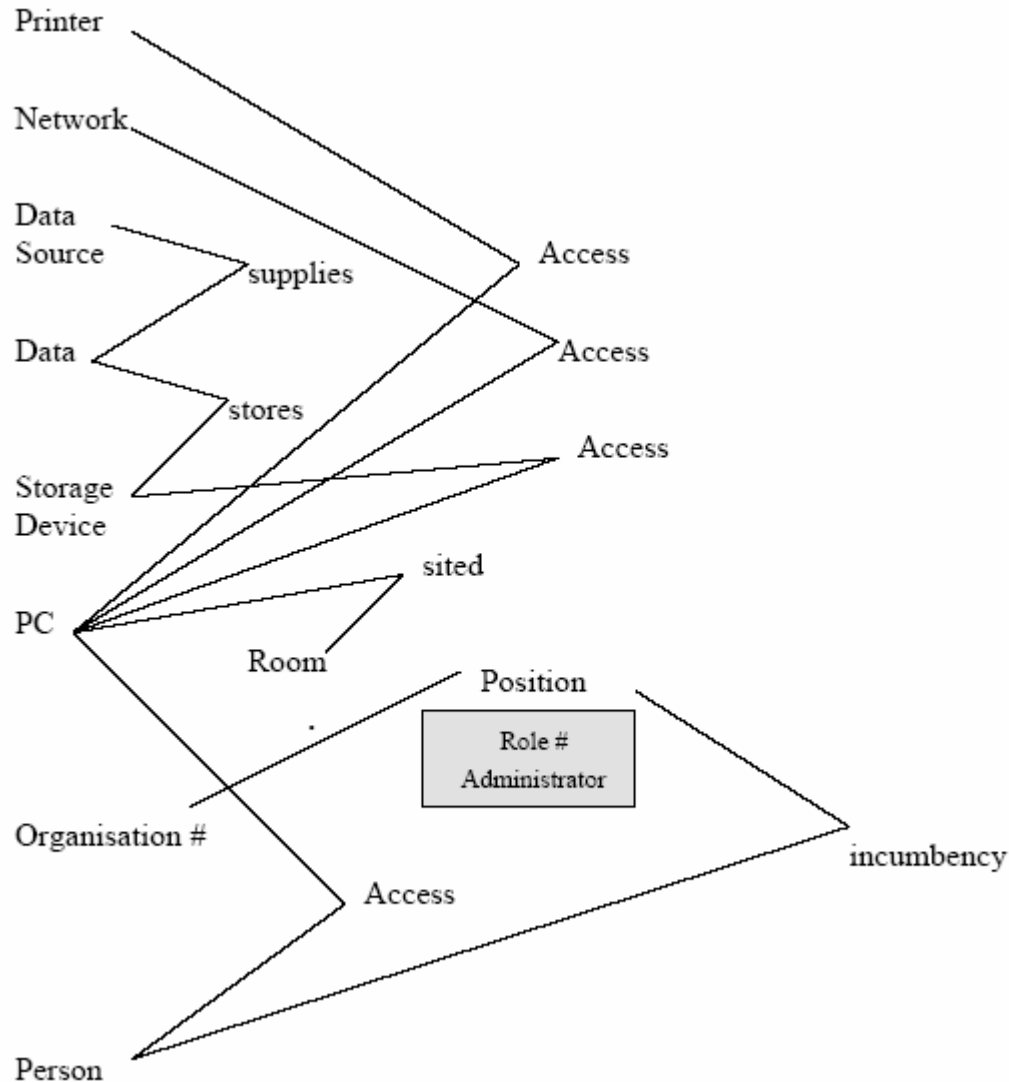 Printer
Network
Data
Source
Access
supplies
Data
Access
stores
Access
Storage
Device
sited
PC
Room
Position
Role #
Administrator
Organisation #
incumbency
Access
Person